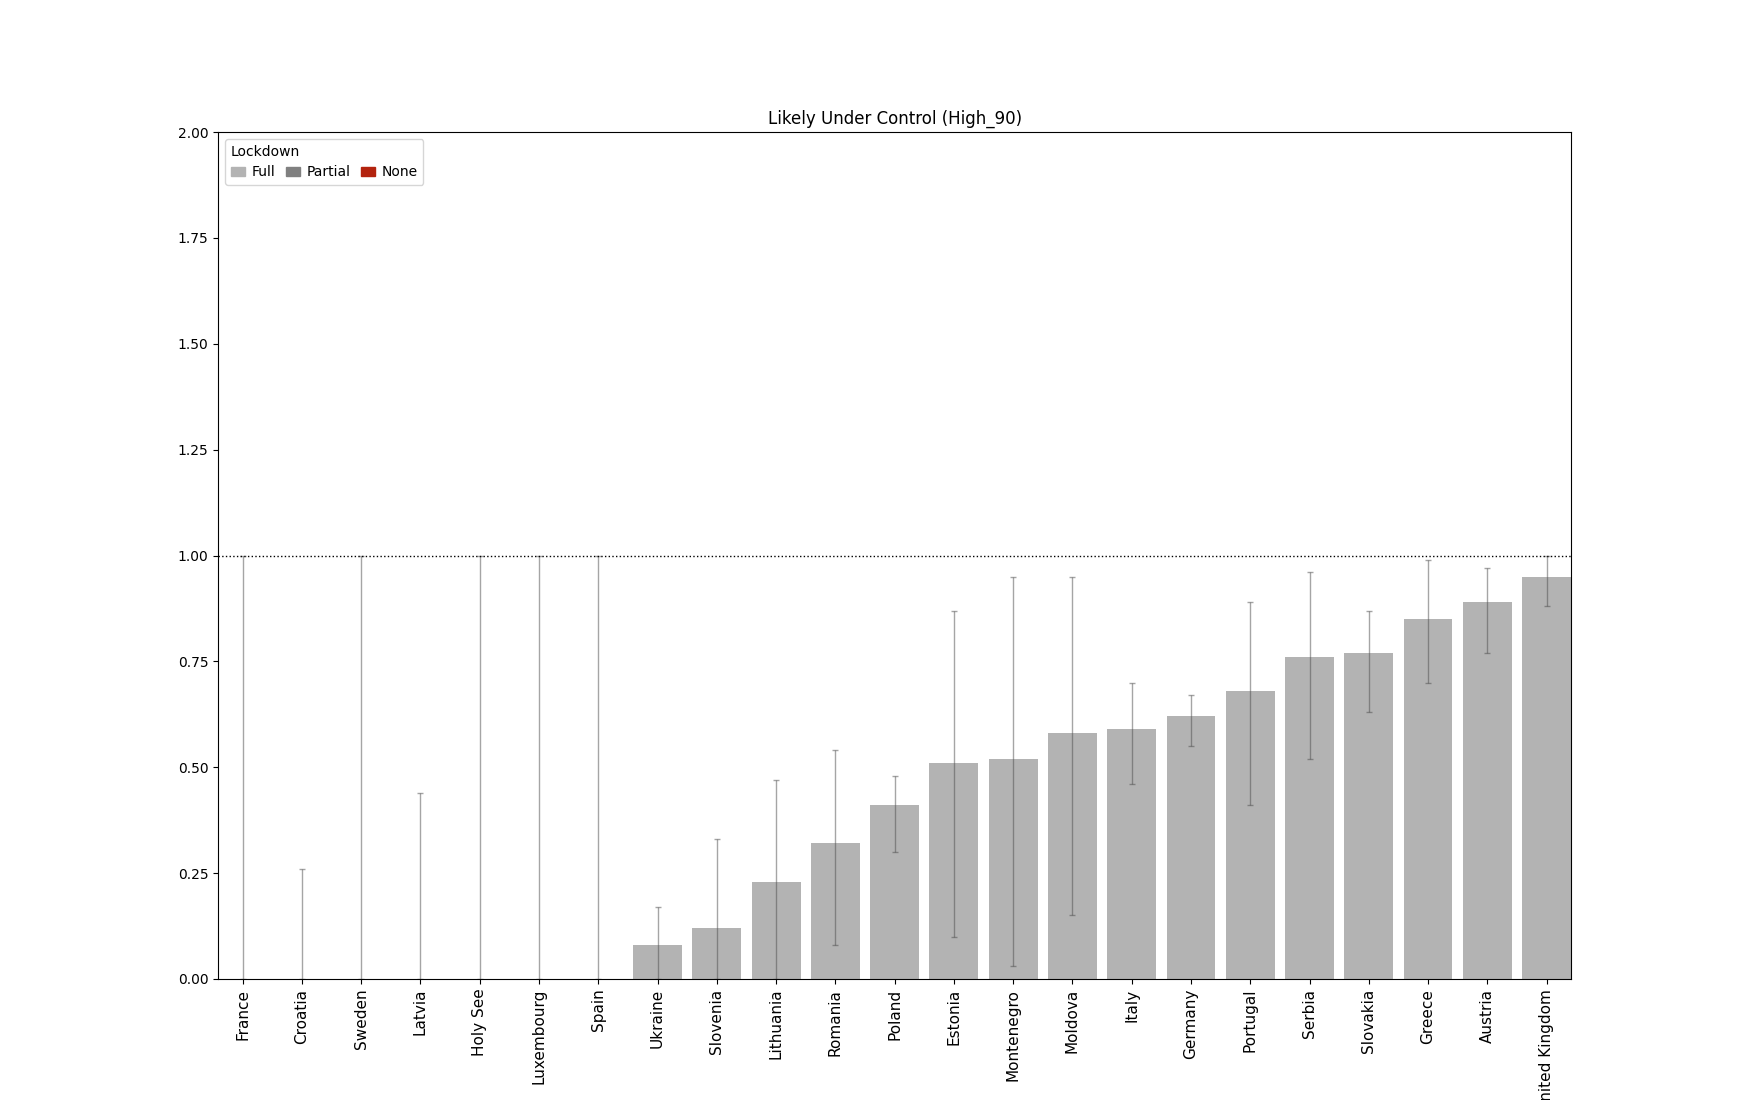 Likely Under Control (High_90)
2.00
Lockdown
Full Partial None
1.75
1.50
1.25
1.00
0.75
0.50
0.25
0.00
France
Croatia
Sweden
Latvia
Holy See
Luxembourg
Spain
Ukraine
Slovenia
Lithuania
Romania
Poland
Estonia
Montenegro
Moldova
Italy
Germany
Portugal
Serbia
Slovakia
Greece
Austria
nited Kingdom